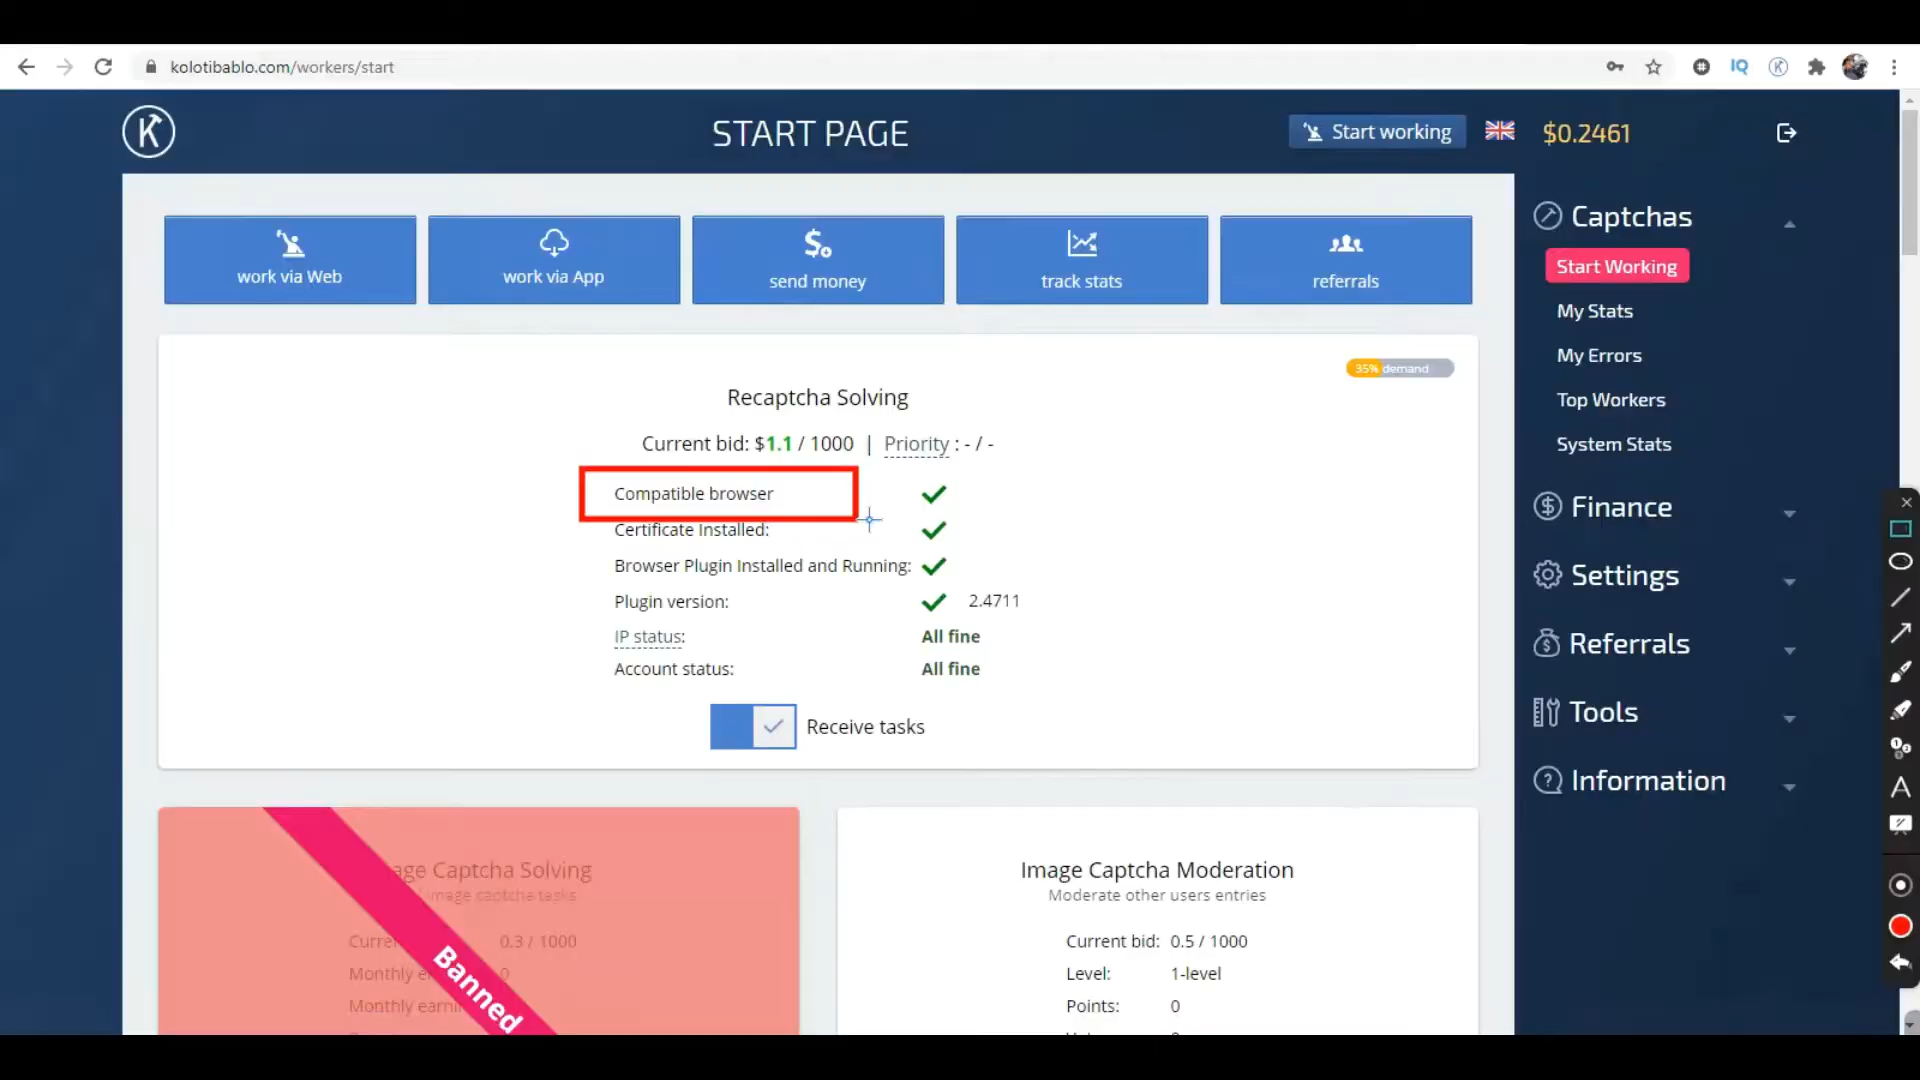 kolotibablo.com/workers/start
IQ
K
START PAGE
Start working
$0.2461
work via Web
work via App
send money
track stats
referrals
35% demand
Recaptcha Solving
Current bid: $1.1 / 1000 | Priority : - / -
Compatible browser
Certificate Installed:
Browser Plugin Installed and Running:
Plugin version: 2.4711
IP status: All fine
Account status: All fine
Receive tasks
Image Captcha Moderation
Moderate other users entries
Current bid: 0.5 / 1000
Level: 1-level
Points: 0
Captcha Solving
image captcha tasks
0.3 / 1000
Monthly
0
Monthly
Banned
Captchas
Start Working
My Stats
My Errors
Top Workers
System Stats
Finance
Settings
Referrals
Tools
Information